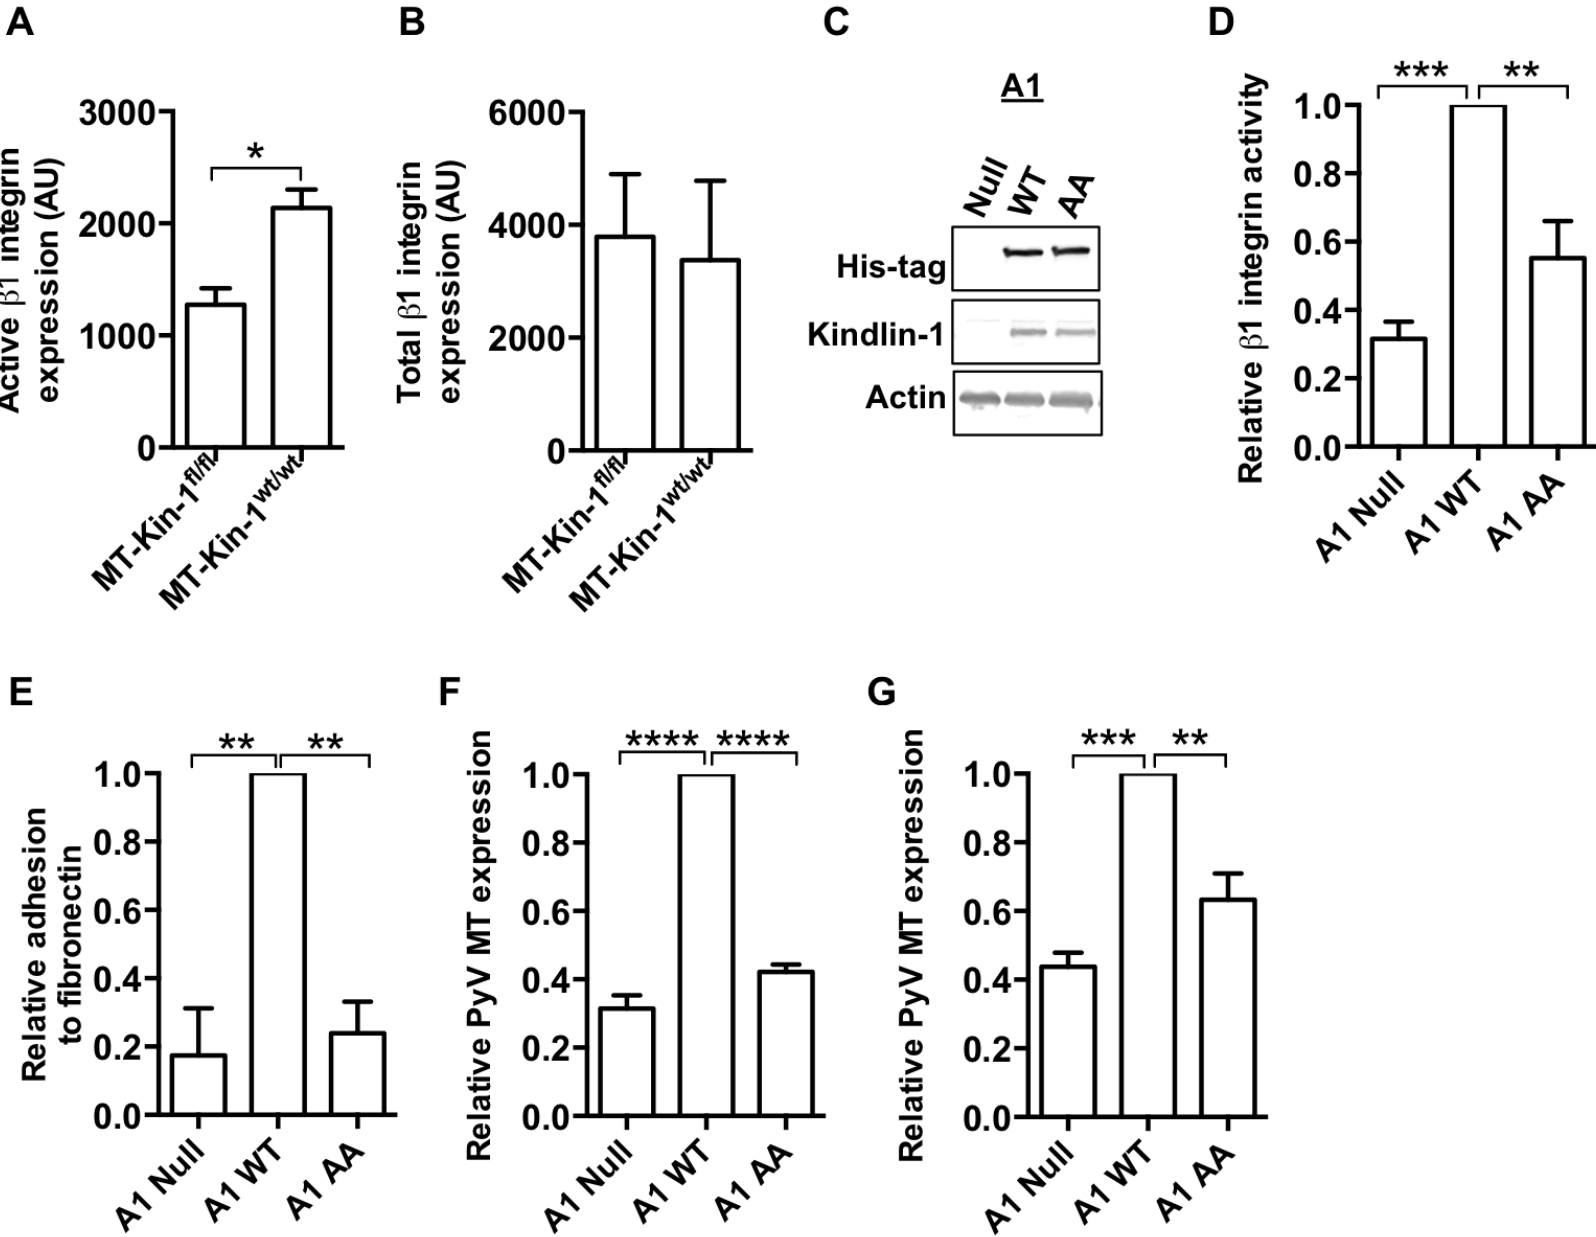 A
Active β1 integrin
expression (AU)
3000
2000
1000
0
*
MT-Kin-1fl/fl
MT-Kin-1wt/wt
B
Total β1 integrin
expression (AU)
6000
4000
2000
0
MT-Kin-1fl/fl
MT-Kin-1wt/wt
C
A1
Null WT AA
His-tag
Kindlin-1
Actin
D
Relative β1 integrin activity
*** **
1.0
0.8
0.6
0.4
0.2
0.0
A1 Null
A1 WT
A1 AA
E
Relative adhesion
to fibronectin
** **
1.0
0.8
0.6
0.4
0.2
0.0
A1 Null
A1 WT
A1 AA
F
Relative PyV MT expression
**** ****
1.0
0.8
0.6
0.4
0.2
0.0
A1 Null
A1 WT
A1 AA
G
Relative PyV MT expression
*** **
1.0
0.8
0.6
0.4
0.2
0.0
A1 Null
A1 WT
A1 AA